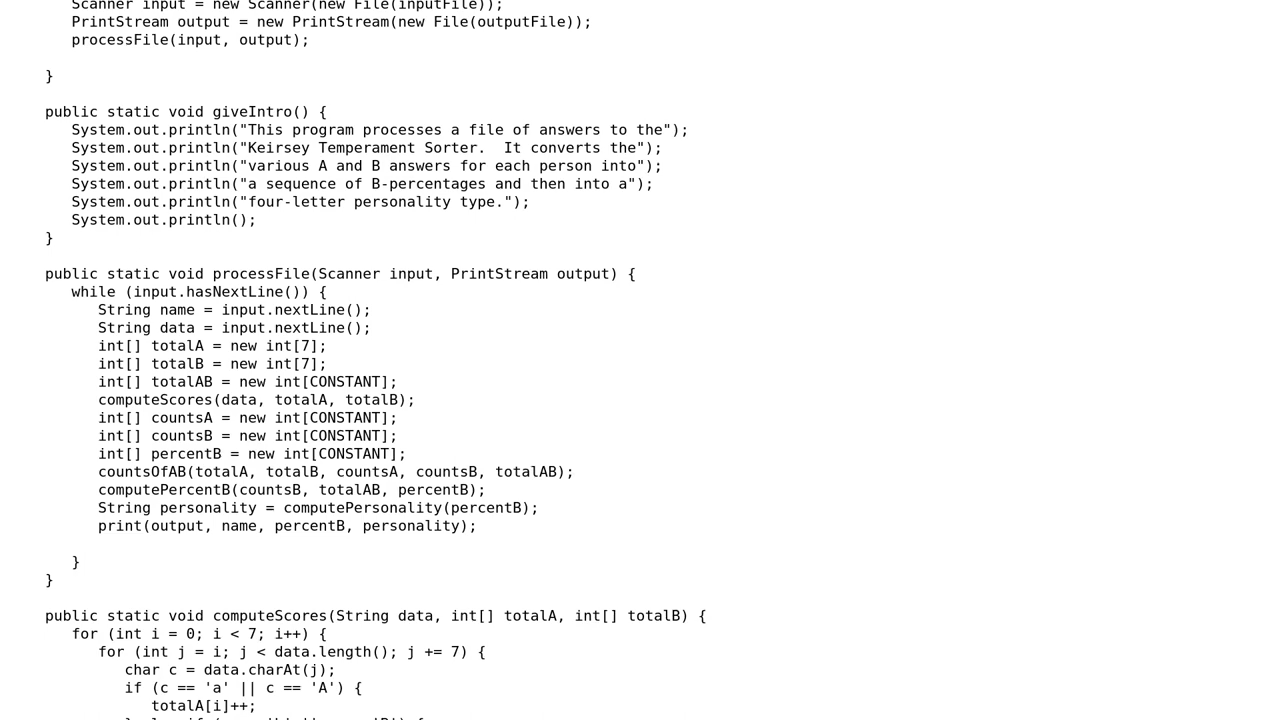 Scanner input = new Scanner(new File(inputFile));
PrintStream output = new PrintStream(new File(outputFile));
processFile(input, output);
}
public static void giveIntro() {
System.out.println("This program processes a file of answers to the");
System.out.println("Keirsey Temperament Sorter.  It converts the");
System.out.println("various A and B answers for each person into");
System.out.println("a sequence of B-percentages and then into a");
System.out.println("four-letter personality type.");
System.out.println();
}
public static void processFile(Scanner input, PrintStream output) {
while (input.hasNextLine()) {
String name = input.nextLine();
String data = input.nextLine();
int[] totalA = new int[7];
int[] totalB = new int[7];
int[] totalAB = new int[CONSTANT];
computeScores(data, totalA, totalB);
int[] countsA = new int[CONSTANT];
int[] countsB = new int[CONSTANT];
int[] percentB = new int[CONSTANT];
countsOfAB(totalA, totalB, countsA, countsB, totalAB);
computePercentB(countsB, totalAB, percentB);
String personality = computePersonality(percentB);
print(output, name, percentB, personality);
}
}
public static void computeScores(String data, int[] totalA, int[] totalB) {
for (int i = 0; i < 7; i++) {
for (int j = i; j < data.length(); j += 7) {
char c = data.charAt(j);
if (c == 'a' || c == 'A') {
totalA[i]++;